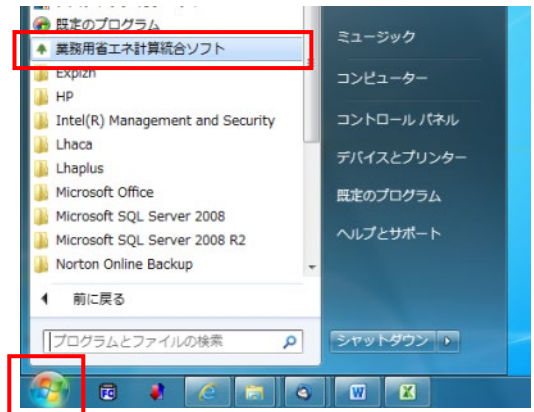 既定のプログラム
業務用省エネ計算統合ソフト
Explzh
HP
Intel(R) Management and Security
Lhaca
Lhaplus
Microsoft Office
Microsoft SQL Server 2008
Microsoft SQL Server 2008 R2
Norton Online Backup
前に戻る
プログラムとファイルの検索
ミュージック
コンピューター
コントロール パネル
デバイスとプリンター
既定のプログラム
ヘルプとサポート
シャットダウン
FC
W
X